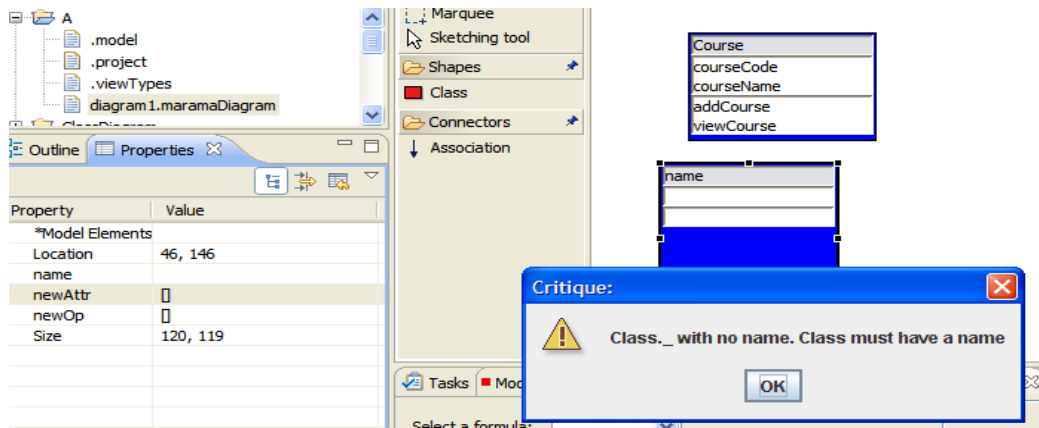 A
.model
.project
.viewTypes
diagram1.maramaDiagram
Outline
Properties
Property Value
*Model Elements
Location 46, 146
name
newAttr []
newOp []
Size 120, 119
Marquee
Sketching tool
Shapes
Class
Connectors
Association
Course
courseCode
courseName
addCourse
viewCourse
name
Critique:
Class._ with no name. Class must have a name
OK
Tasks
Select a formula: